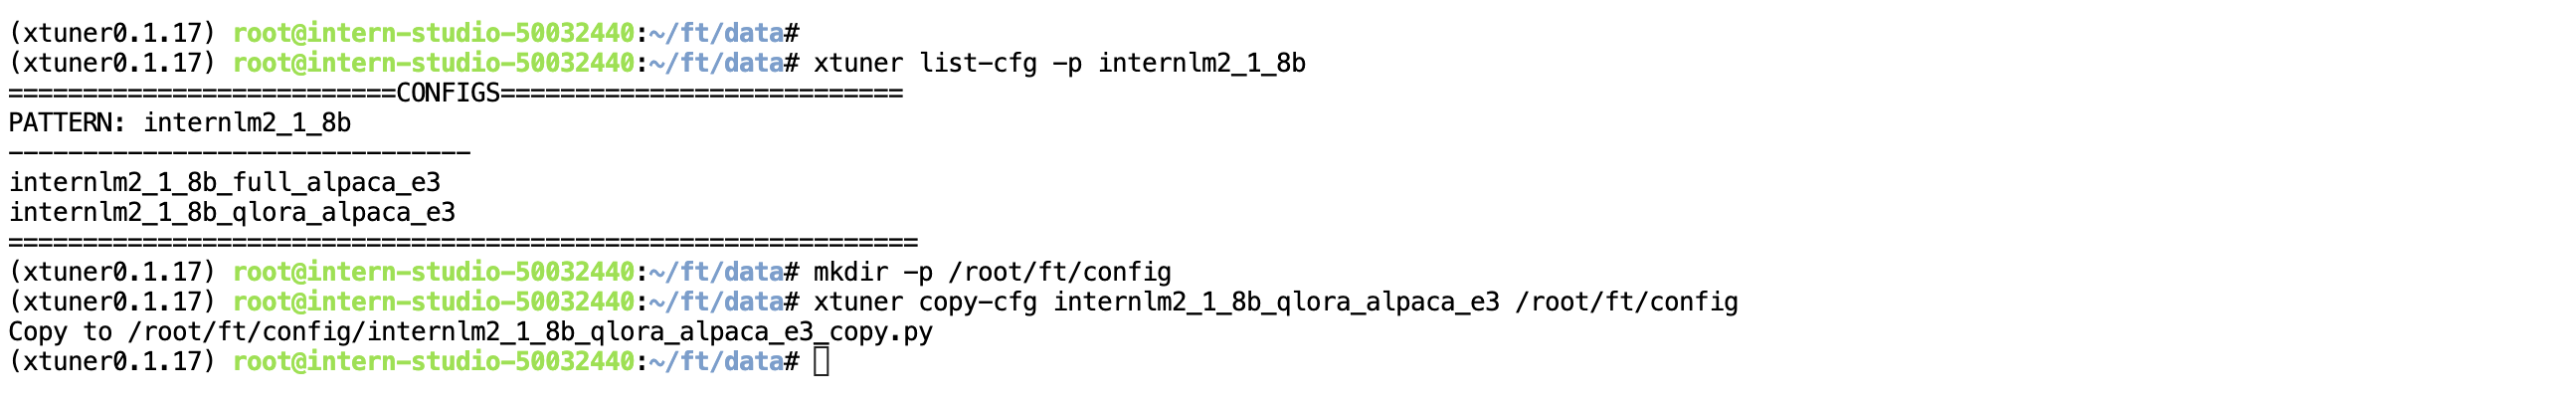 (xtuner0.1.17) root@intern-studio-50032440:~/ft/data#
(xtuner0.1.17) root@intern-studio-50032440:~/ft/data# xtuner list-cfg -p internlm2_1_8b
==========================CONFIGS===========================
PATTERN: internlm2_1_8b
-------------------------------
internlm2_1_8b_full_alpaca_e3
internlm2_1_8b_qlora_alpaca_e3
=============================================================
(xtuner0.1.17) root@intern-studio-50032440:~/ft/data# mkdir -p /root/ft/config
(xtuner0.1.17) root@intern-studio-50032440:~/ft/data# xtuner copy-cfg internlm2_1_8b_qlora_alpaca_e3 /root/ft/config
Copy to /root/ft/config/internlm2_1_8b_qlora_alpaca_e3_copy.py
(xtuner0.1.17) root@intern-studio-50032440:~/ft/data#